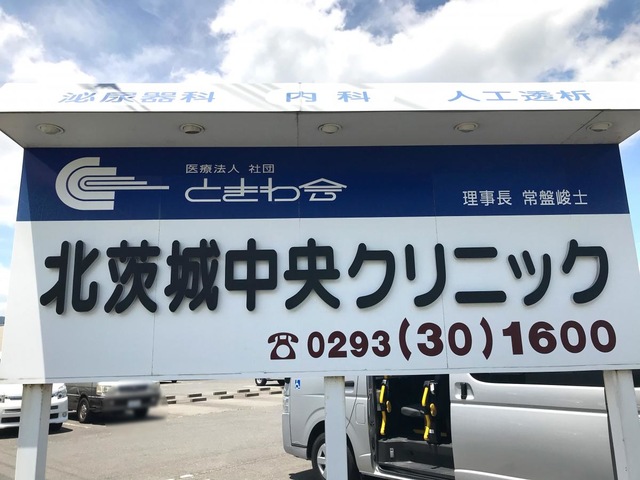 泌尿器科 内科 人工透析
医療法人 社団
ときわ会
理事長 常盤峻士
北茨城中央クリニック
☎0293(30)1600